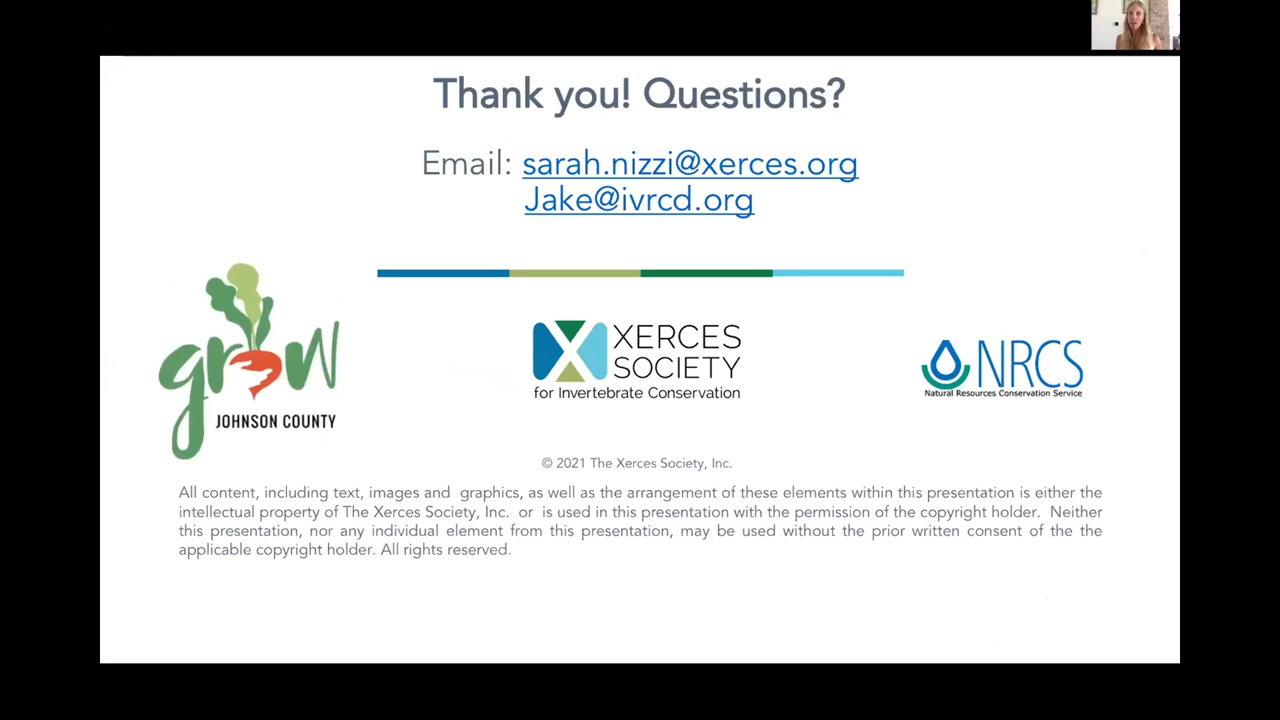 Thank you! Questions?
Email: sarah.nizzi@xerces.org
Jake@ivrcd.org
grow
JOHNSON COUNTY
XERCES
SOCIETY
for Invertebrate Conservation
NRCS
Natural Resources Conservation Service
© 2021 The Xerces Society, Inc.
All content, including text, images and graphics, as well as the arrangement of these elements within this presentation is either the
intellectual property of The Xerces Society, Inc. or is used in this presentation with the permission of the copyright holder. Neither
this presentation, nor any individual element from this presentation, may be used without the prior written consent of the the
applicable copyright holder. All rights reserved.